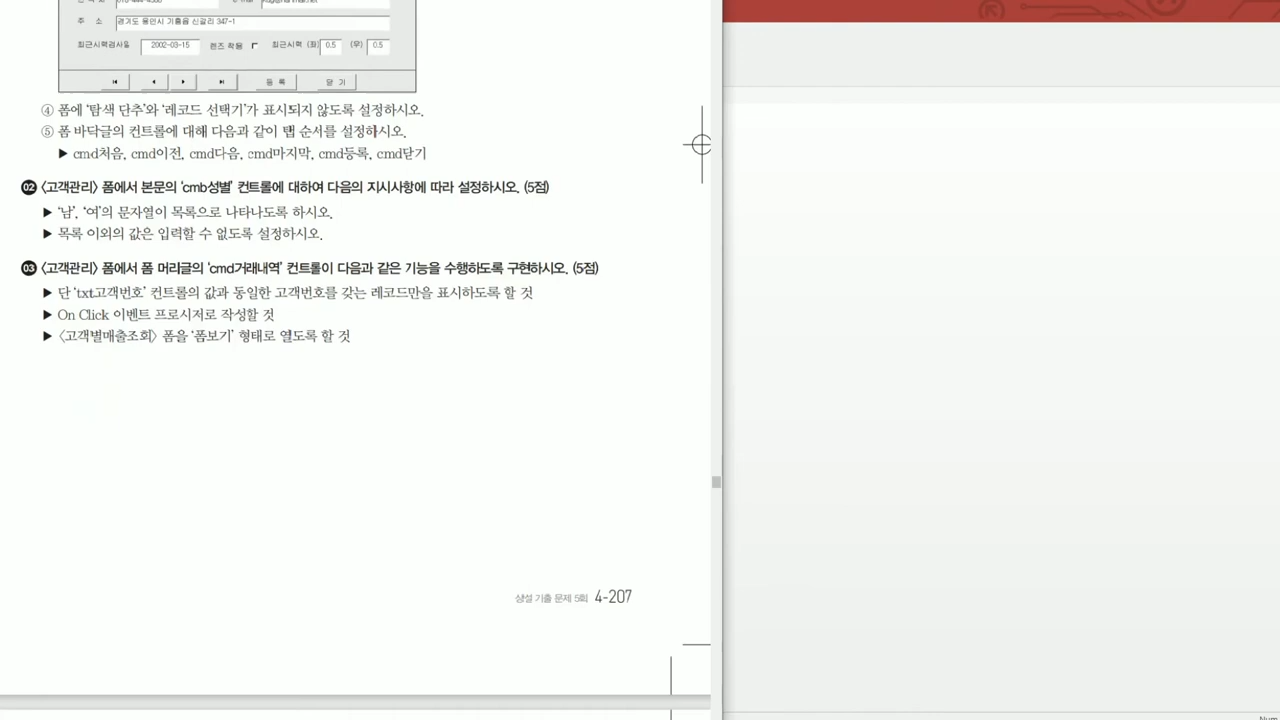 주 소 경기도 용인시 기흥읍 신갈리 347-1
최근시력검사일 2002-03-15 렌즈 착용 최근시력 (좌) 0.5 (우) 0.5
등 록 닫 기
④ 폼에 '탐색 단추'와 '레코드 선택기'가 표시되지 않도록 설정하시오.
⑤ 폼 바닥글의 컨트롤에 대해 다음과 같이 탭 순서를 설정하시오.
▶ cmd처음, cmd이전, cmd다음, cmd마지막, cmd등록, cmd닫기
02 〈고객관리〉 폼에서 본문의 'cmb성별' 컨트롤에 대하여 다음의 지시사항에 따라 설정하시오. (5점)
▶ '남', '여'의 문자열이 목록으로 나타나도록 하시오.
▶ 목록 이외의 값은 입력할 수 없도록 설정하시오.
03 〈고객관리〉 폼에서 폼 머리글의 'cmd거래내역' 컨트롤이 다음과 같은 기능을 수행하도록 구현하시오. (5점)
▶ 단 'txt고객번호' 컨트롤의 값과 동일한 고객번호를 갖는 레코드만을 표시하도록 할 것
▶ On Click 이벤트 프로시저로 작성할 것
▶ 〈고객별매출조회〉 폼을 '폼보기' 형태로 열도록 할 것
상설 기출 문제 5회 4-207